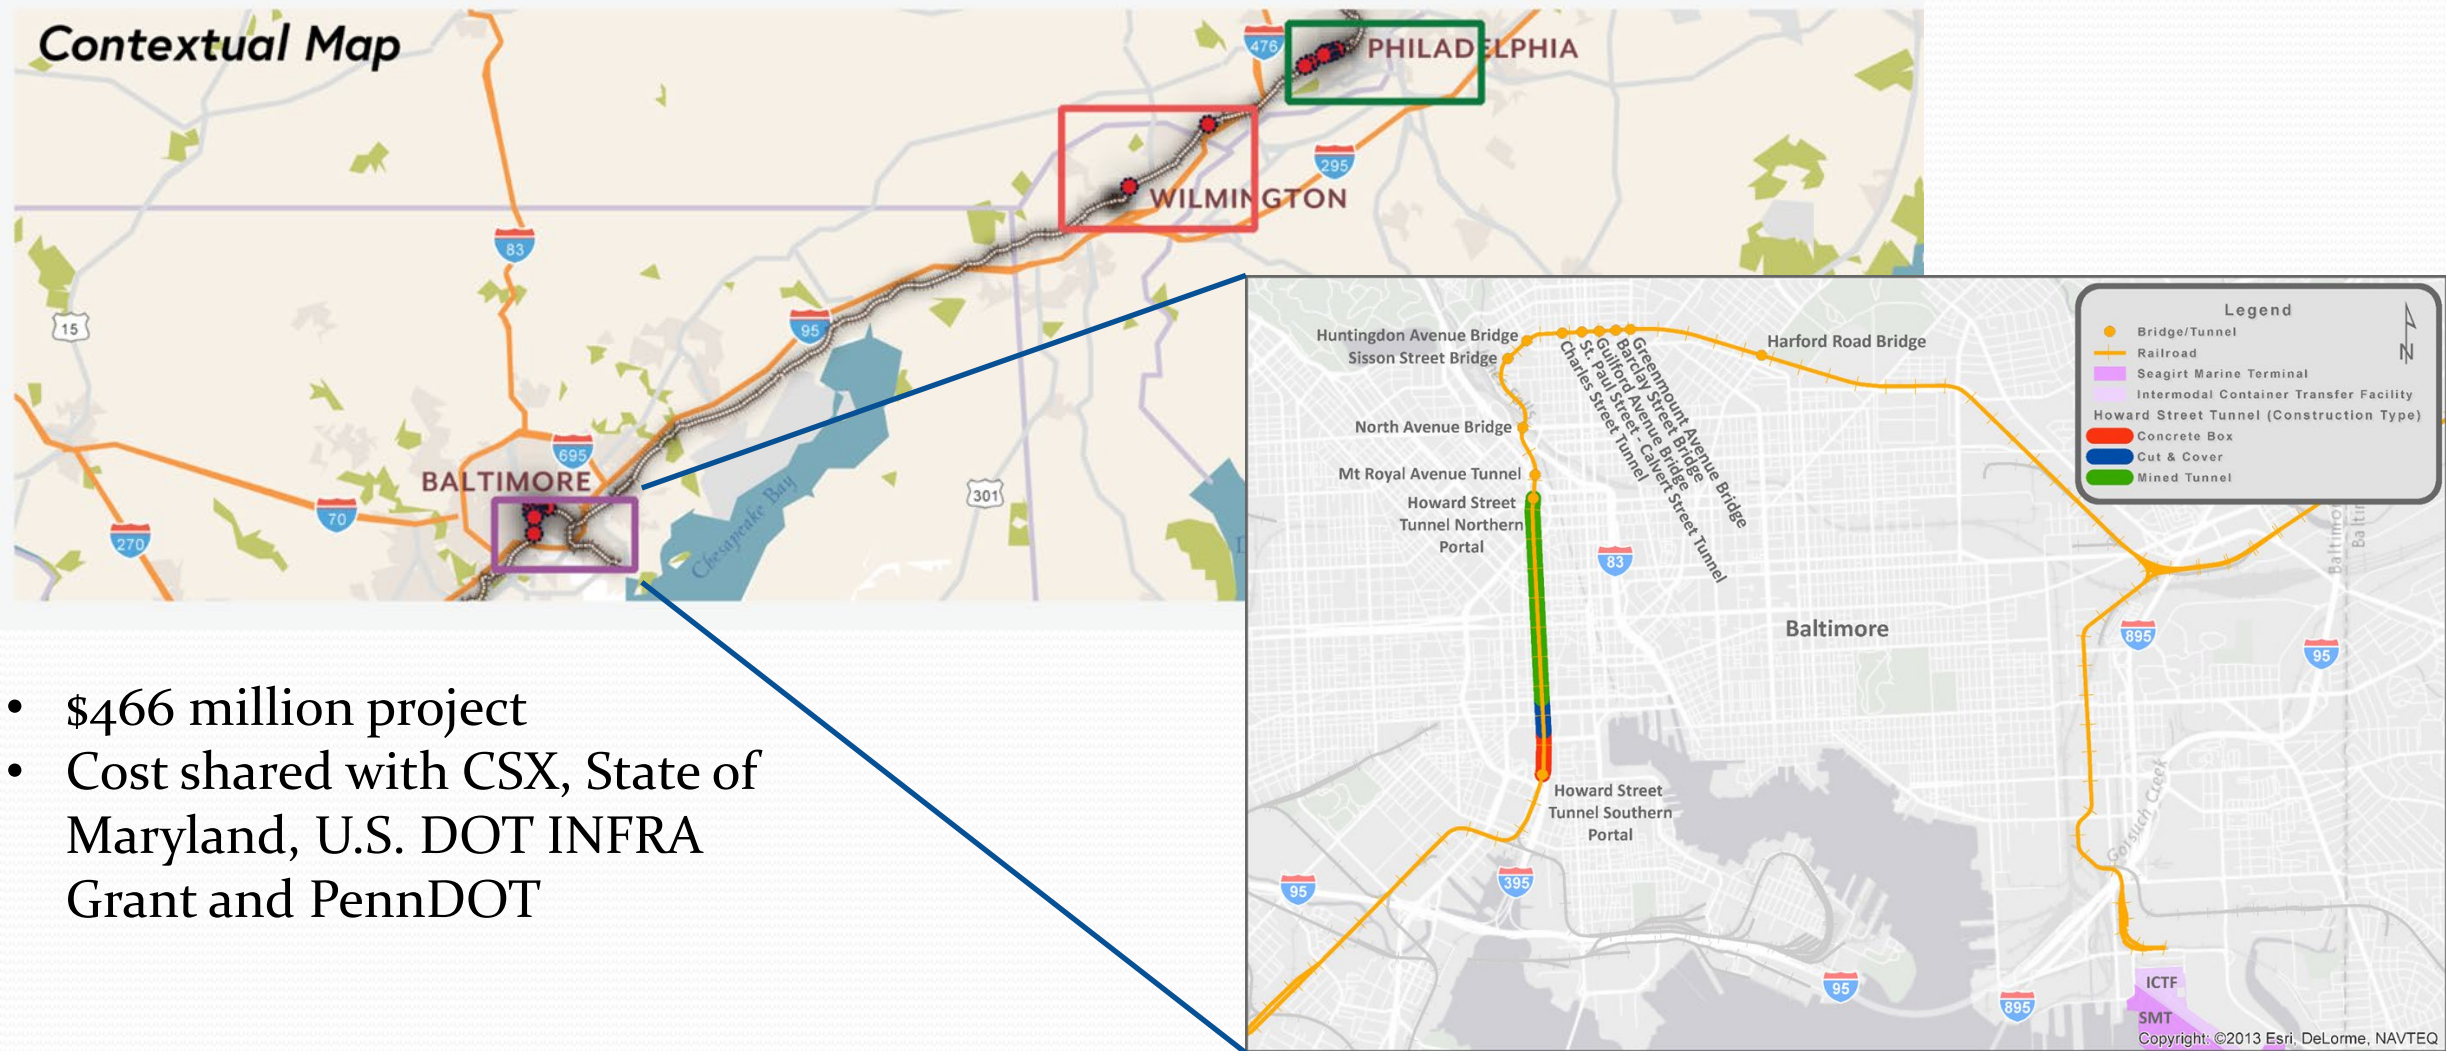 Contextual Map
PHILADELPHIA
476
295
WILMINGTON
83
15
95
695
BALTIMORE
70
270
301
Chesapeake Bay
Huntingdon Avenue Bridge
Sisson Street Bridge
North Avenue Bridge
Mt Royal Avenue Tunnel
Howard Street
Tunnel Northern
Portal
Charles Street Tunnel
St. Paul Street - Calvert Street Tunnel
Guilford Avenue Bridge
Barclay Street Bridge
Greenmount Avenue Bridge
Harford Road Bridge
Legend
Bridge/Tunnel
Railroad
N
Seagirt Marine Terminal
Intermodal Container Transfer Facility
Howard Street Tunnel (Construction Type)
Concrete Box
Cut & Cover
Mined Tunnel
83
Baltimore
895
95
Howard Street
Tunnel Southern
Portal
Gorsuch Creek
95
395
95
895
ICTF
SMT
Copyright: ©2013 Esri, DeLorme, NAVTEQ
• $466 million project
• Cost shared with CSX, State of
Maryland, U.S. DOT INFRA
Grant and PennDOT